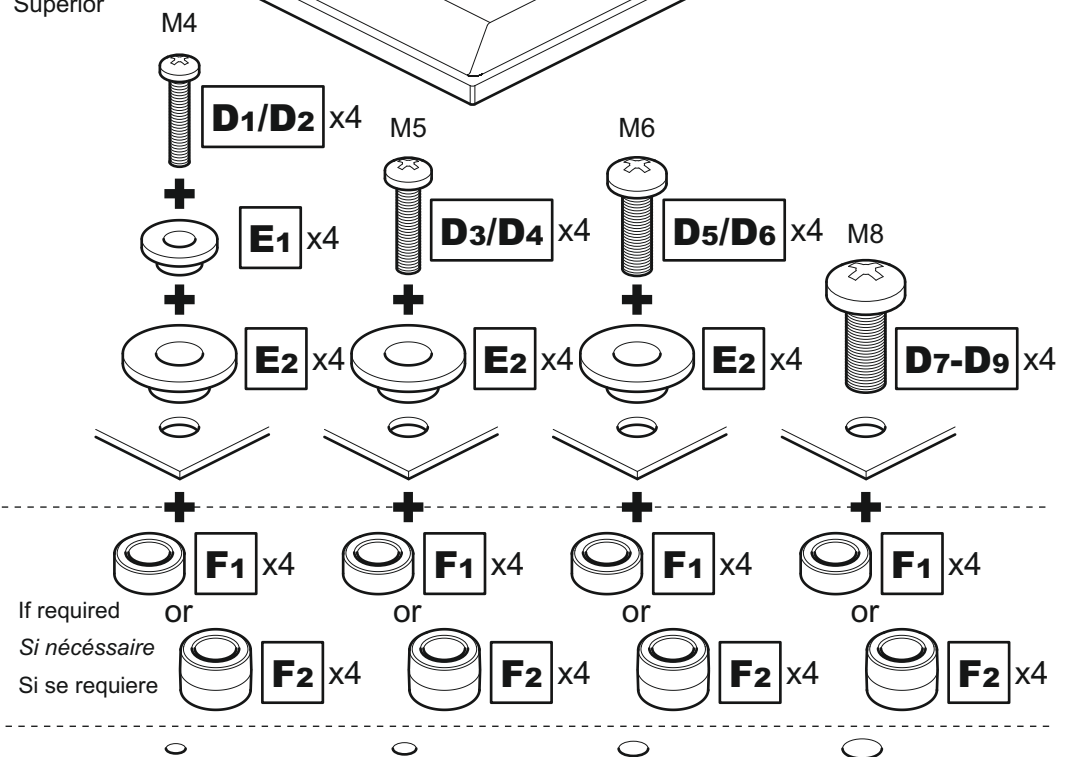 Superior
M4
D1/D2 x4
M5
M6
D3/D4 x4
D5/D6 x4
M8
E1 x4
E2 x4
E2 x4
E2 x4
D7-D9 x4
F1 x4
F1 x4
F1 x4
F1 x4
If required
or
or
or
or
Si nécéssaire
Si se requiere
F2 x4
F2 x4
F2 x4
F2 x4